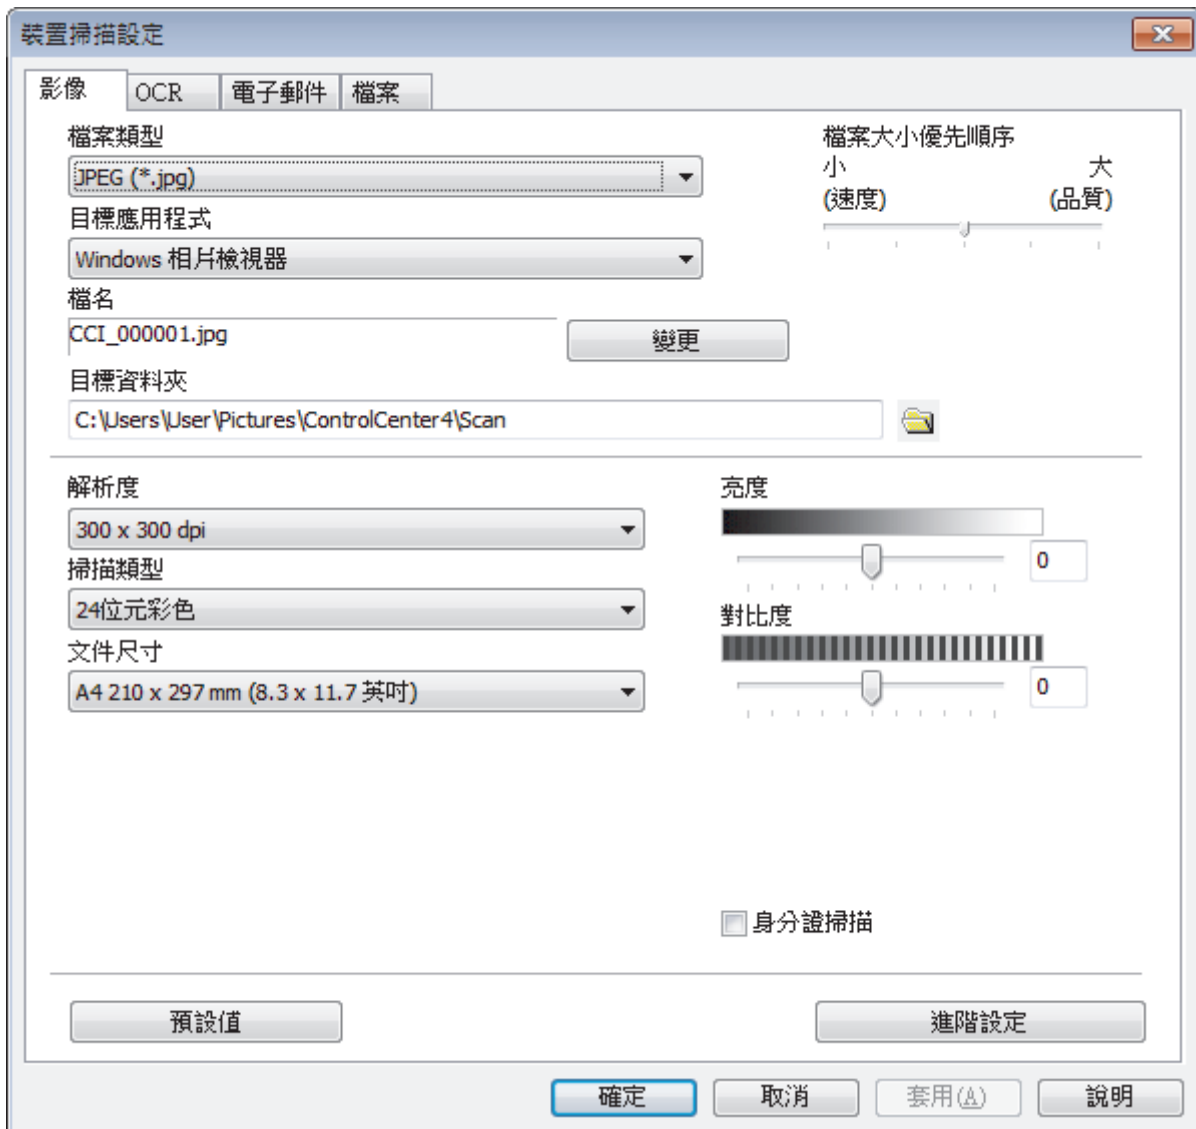 裝置掃描設定
影像 OCR 電子郵件 檔案
檔案類型
JPEG (*.jpg)
目標應用程式
Windows 相片檢視器
檔名
CCI_000001.jpg 變更
目標資料夾
C:\Users\User\Pictures\ControlCenter4\Scan
檔案大小優先順序
小 大
(速度) (品質)
解析度
300 x 300 dpi
掃描類型
24位元彩色
文件尺寸
A4 210 x 297 mm (8.3 x 11.7 英吋)
亮度
0
對比度
0
身分證掃描
預設值 進階設定
確定 取消 套用(A) 說明